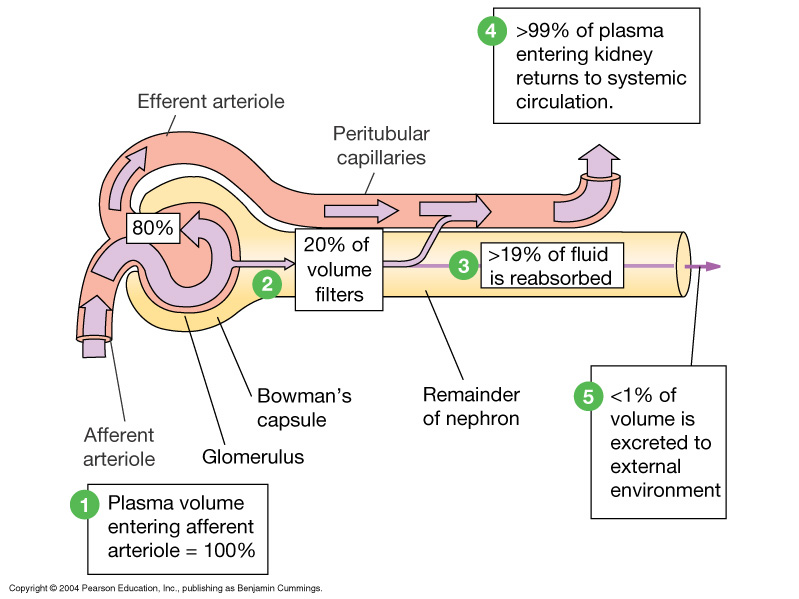 4
>99% of plasma
entering kidney
returns to systemic
circulation.
Efferent arteriole
Peritubular
capillaries
80%
20% of
volume
filters
2
3
>19% of fluid
is reabsorbed
Bowman's
capsule
Glomerulus
Remainder
of nephron
Afferent
arteriole
5
<1% of
volume is
excreted to
external
environment
1
Plasma volume
entering afferent
arteriole = 100%
Copyright © 2004 Pearson Education, Inc., publishing as Benjamin Cummings.